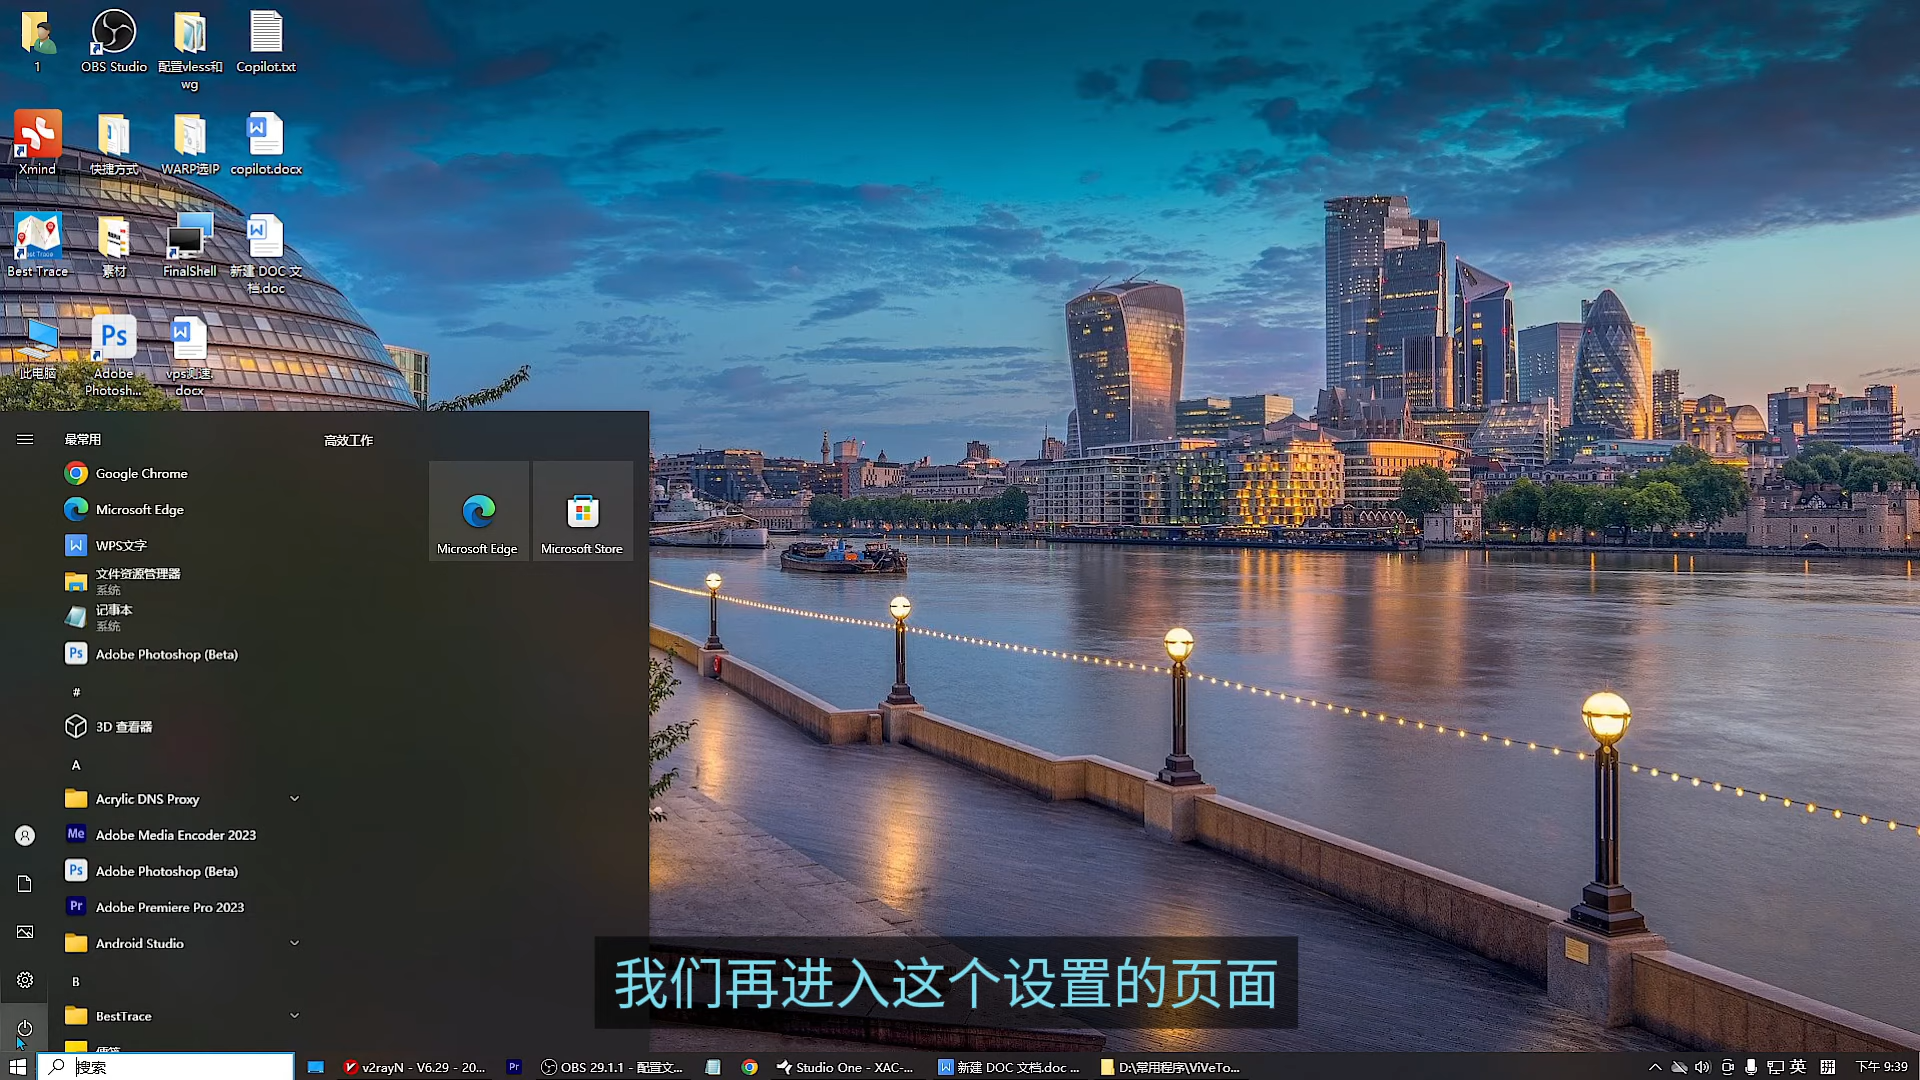 1
OBS Studio
配置vless和
wg
Copilot.txt
Xmind
快捷方式
WARP选IP
copilot.docx
Best Trace
素材
FinalShell
新建 DOC 文
档.doc
此电脑
Ps
Adobe
Photosh...
vps测速.
docx
最常用
高效工作
Google Chrome
Microsoft Edge
WPS文字
文件资源管理器
系统
记事本
系统
Adobe Photoshop (Beta)
#
3D 查看器
A
Acrylic DNS Proxy
Adobe Media Encoder 2023
Adobe Photoshop (Beta)
Adobe Premiere Pro 2023
Android Studio
B
BestTrace
便笺
Microsoft Edge
Microsoft Store
我们再进入这个设置的页面
搜索
v2rayN - V6.29 - 20...
Pr
OBS 29.1.1 - 配置文...
Studio One - XAC-...
新建 DOC 文档.doc ...
D:\常用程序\ViVeTo...
英
拼
下午 9:39